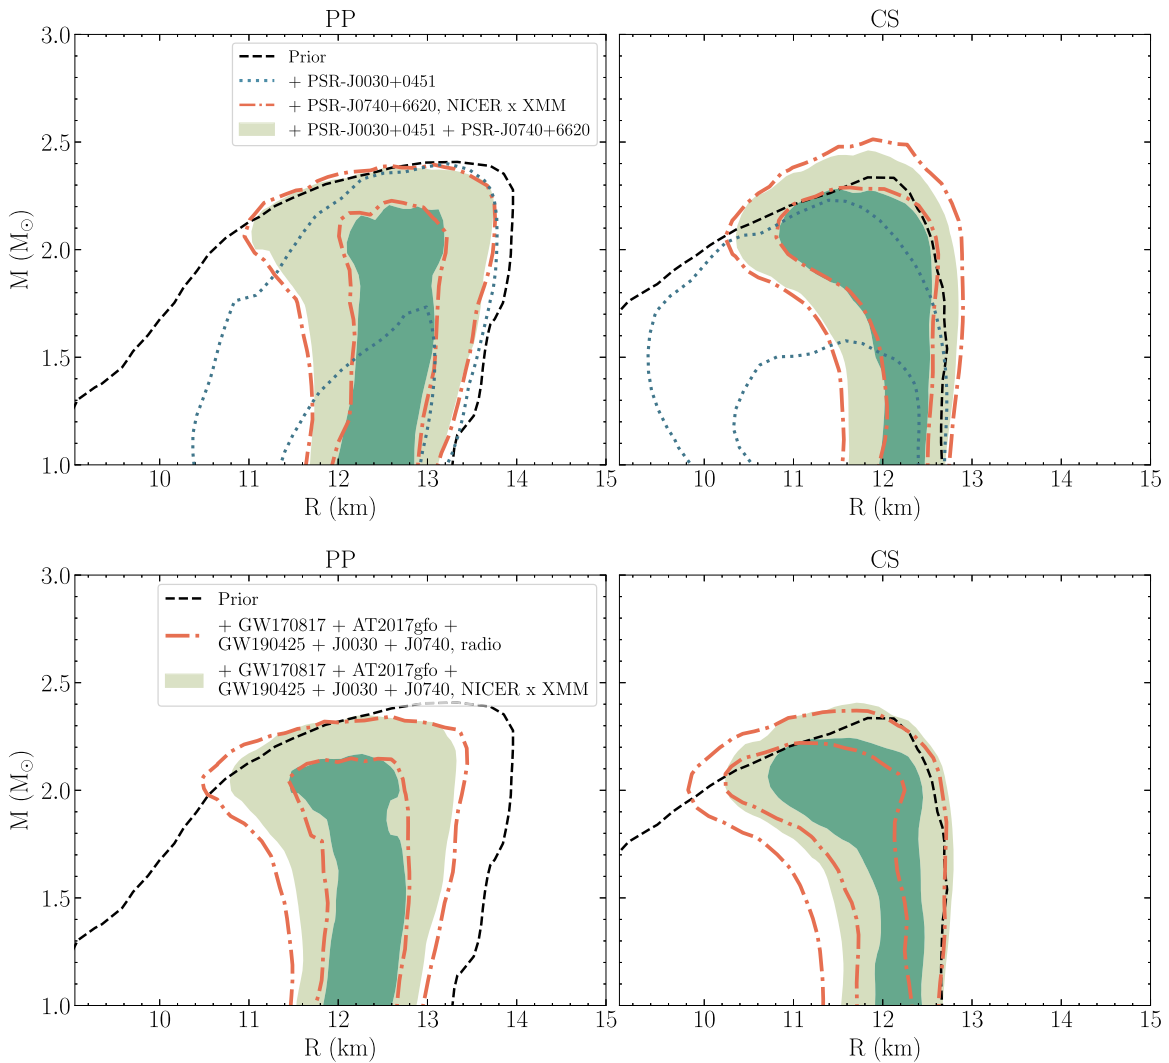 PP
CS
3.0
2.5
2.0
1.5
1.0
M (M⊙)
Prior
+ PSR-J0030+0451
+ PSR-J0740+6620, NICER x XMM
+ PSR-J0030+0451 + PSR-J0740+6620
10 11 12 13 14 15
10 11 12 13 14 15
R (km)
R (km)
PP
CS
3.0
2.5
2.0
1.5
1.0
M (M⊙)
Prior
+ GW170817 + AT2017gfo +
GW190425 + J0030 + J0740, radio
+ GW170817 + AT2017gfo +
GW190425 + J0030 + J0740, NICER x XMM
10 11 12 13 14 15
10 11 12 13 14 15
R (km)
R (km)